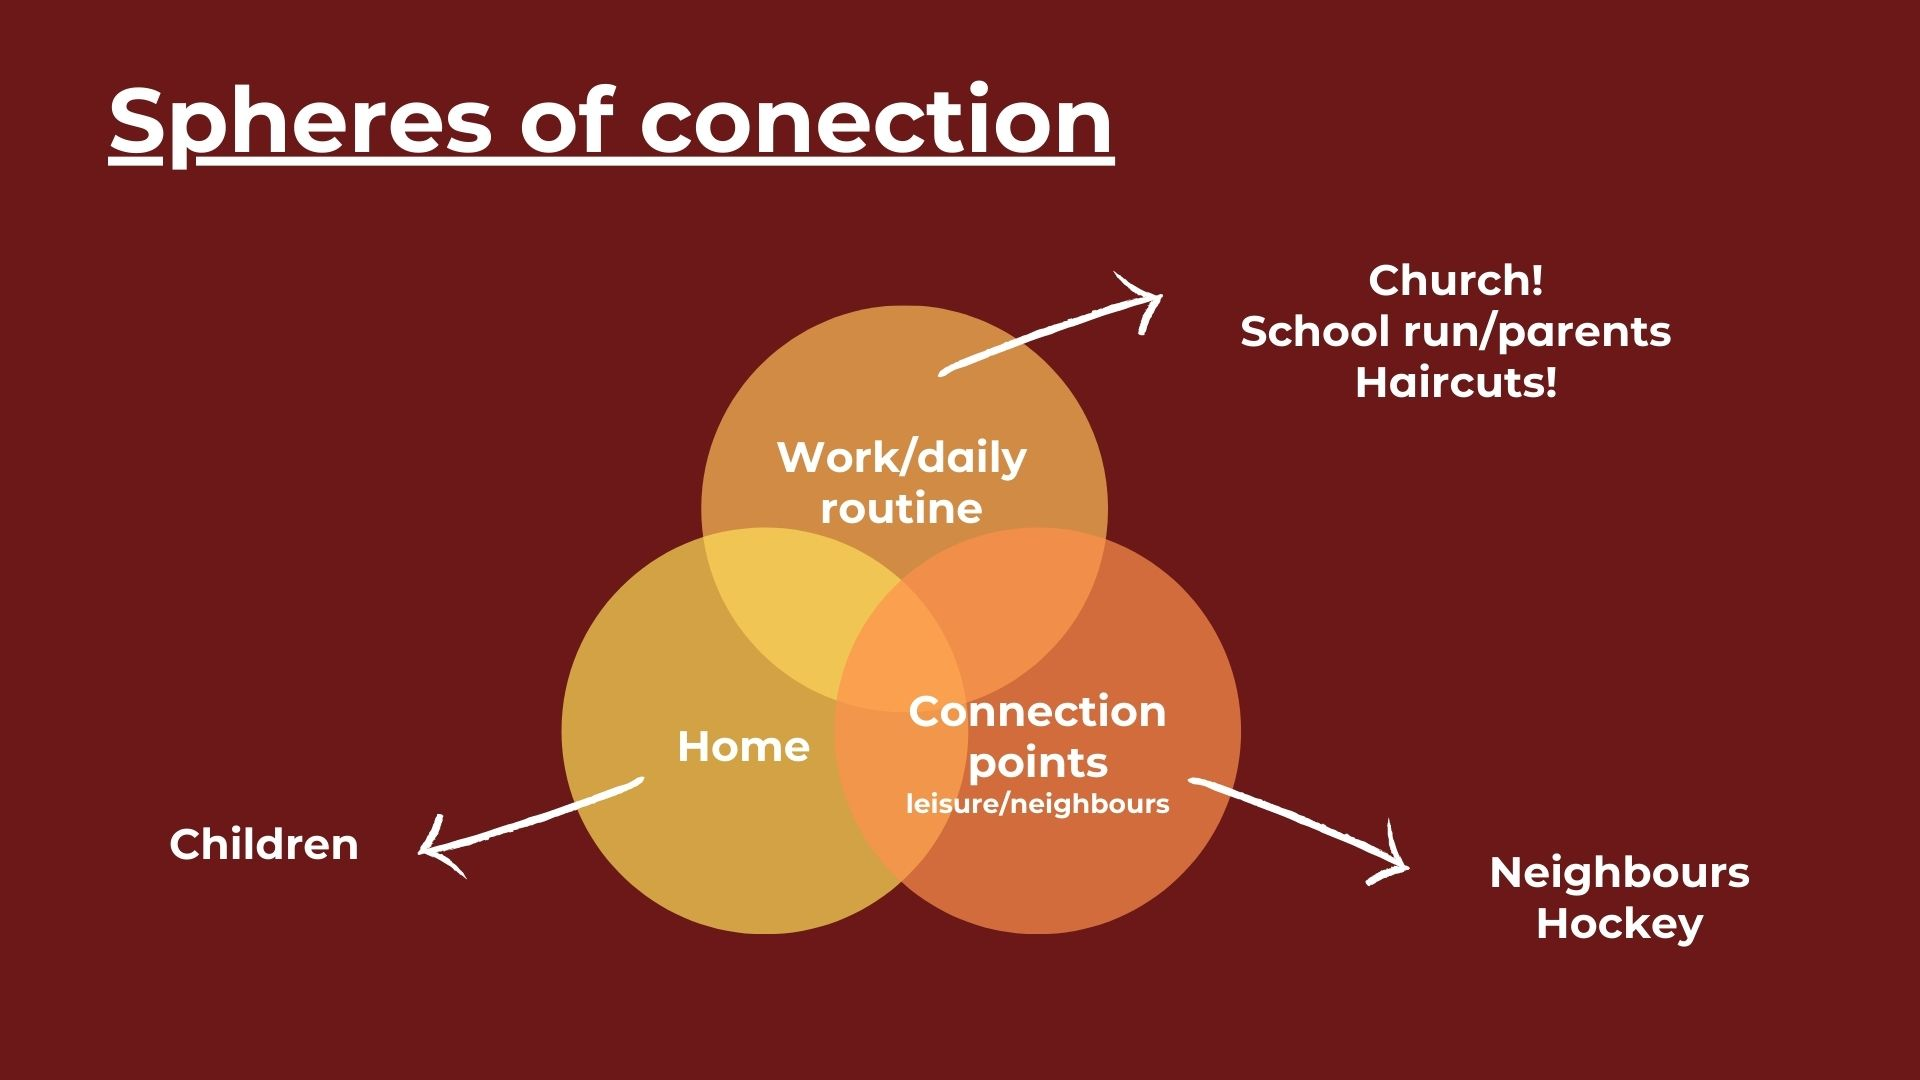 Spheres of conection
Church!
School run/parents
Haircuts!
Work/daily
routine
Home
Connection
points
leisure/neighbours
Children
Neighbours
Hockey